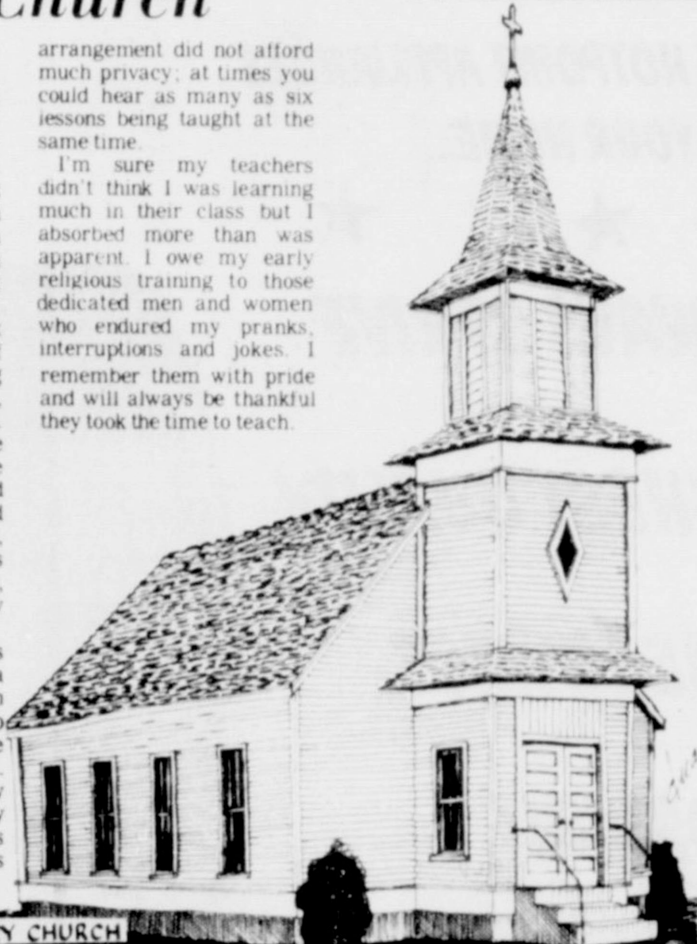 Church
arrangement did not afford
much privacy; at times you
could hear as many as six
lessons being taught at the
same time.
I'm sure my teachers
didn't think I was learning
much in their class but I
absorbed more than was
apparent. I owe my early
religious training to those
dedicated men and women
who endured my pranks,
interruptions and jokes. I
remember them with pride
and will always be thankful
they took the time to teach.
Y CHURCH